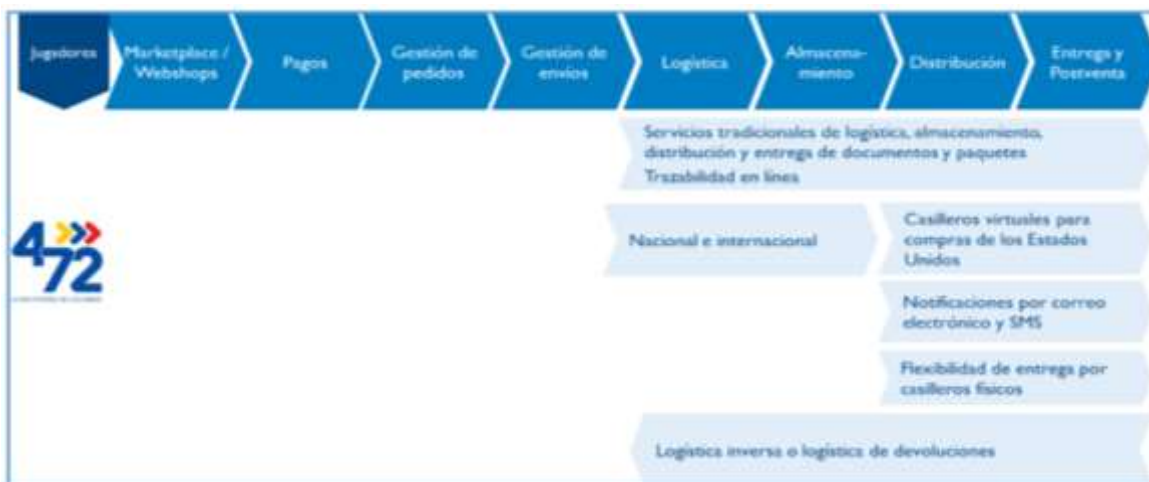 Jugadores
Marketplace /
Webshops
Pagos
Gestión de
pedidos
Gestión de
envíos
Logística
Almacena-
miento
Distribución
Entrega y
Postventa
Servicios tradicionales de logística, almacenamiento,
distribución y entrega de documentos y paquetes
Trazabilidad en línea
472
Nacional e internacional
Casilleros virtuales para
compras de los Estados
Unidos
Notificaciones por correo
electrónico y SMS
Flexibilidad de entrega por
casilleros físicos
Logística inversa o logística de devoluciones